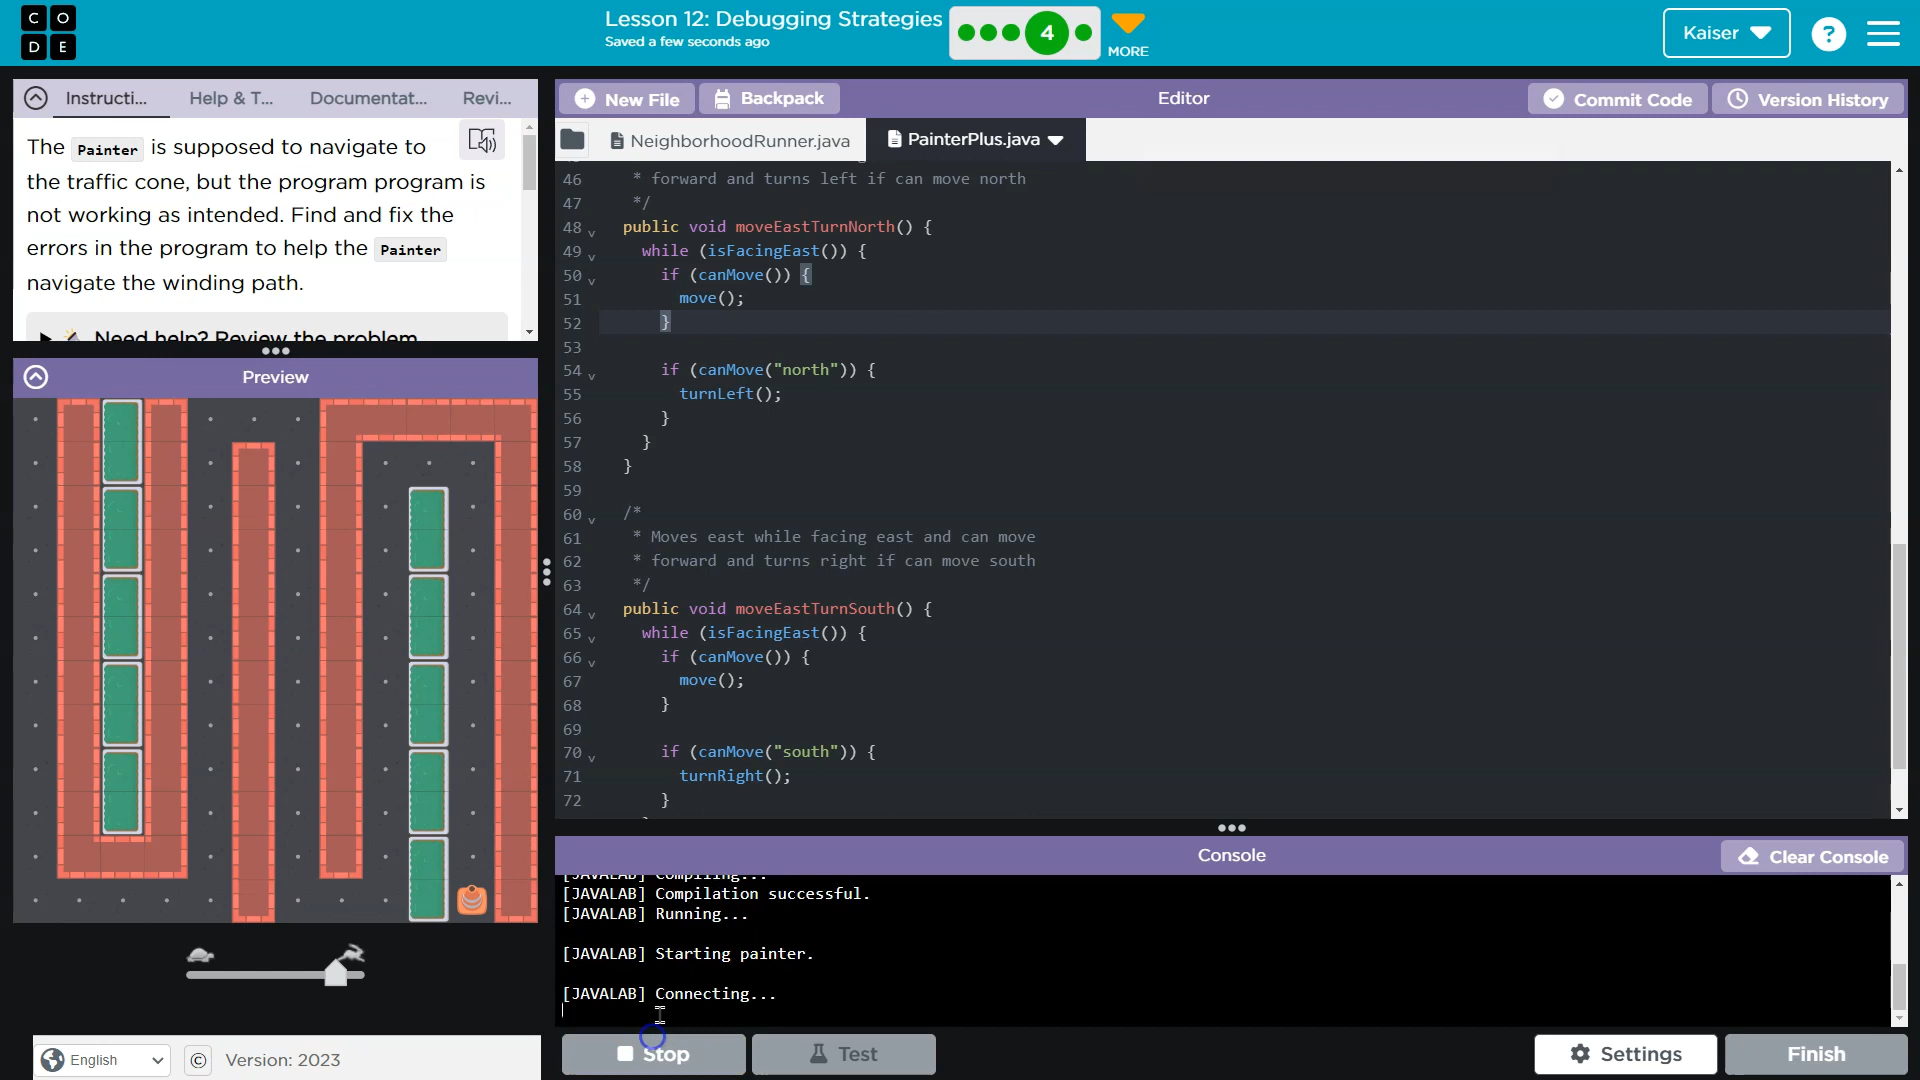 C O
D E
Lesson 12: Debugging Strategies
Saved a few seconds ago
4
MORE
Kaiser
?
Instructi...
Help & T...
Documentat...
Revi...
The Painter is supposed to navigate to
the traffic cone, but the program program is
not working as intended. Find and fix the
errors in the program to help the Painter
navigate the winding path.
Need help? Review the problem
Preview
English
©
Version: 2023
New File
Backpack
Editor
Commit Code
Version History
NeighborhoodRunner.java
PainterPlus.java
46 * forward and turns left if can move north
47 */
48 public void moveEastTurnNorth() {
49 while (isFacingEast()) {
50 if (canMove()) {
51 move();
52 }
53
54 if (canMove("north")) {
55 turnLeft();
56 }
57 }
58 }
59
60 /*
61 * Moves east while facing east and can move
62 * forward and turns right if can move south
63 */
64 public void moveEastTurnSouth() {
65 while (isFacingEast()) {
66 if (canMove()) {
67 move();
68 }
69
70 if (canMove("south")) {
71 turnRight();
72 }
Console
Clear Console
[JAVALAB] Compiling...
[JAVALAB] Compilation successful.
[JAVALAB] Running...
[JAVALAB] Starting painter.
[JAVALAB] Connecting...
Stop
Test
Settings
Finish